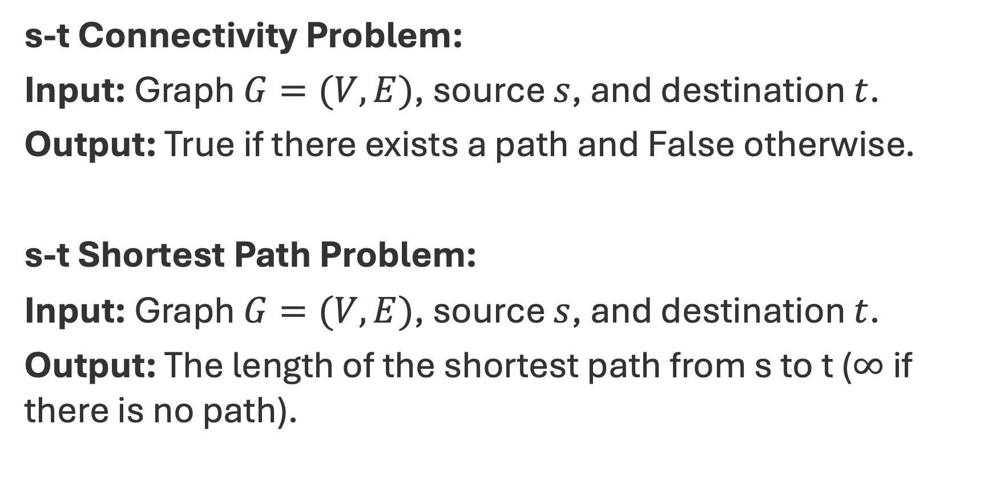 s-t Connectivity Problem:
Input: Graph G = (V, E), source s, and destination t.
Output: True if there exists a path and False otherwise.
s-t Shortest Path Problem:
Input: Graph G = (V, E), source s, and destination t.
Output: The length of the shortest path from s to t (∞ if
there is no path).